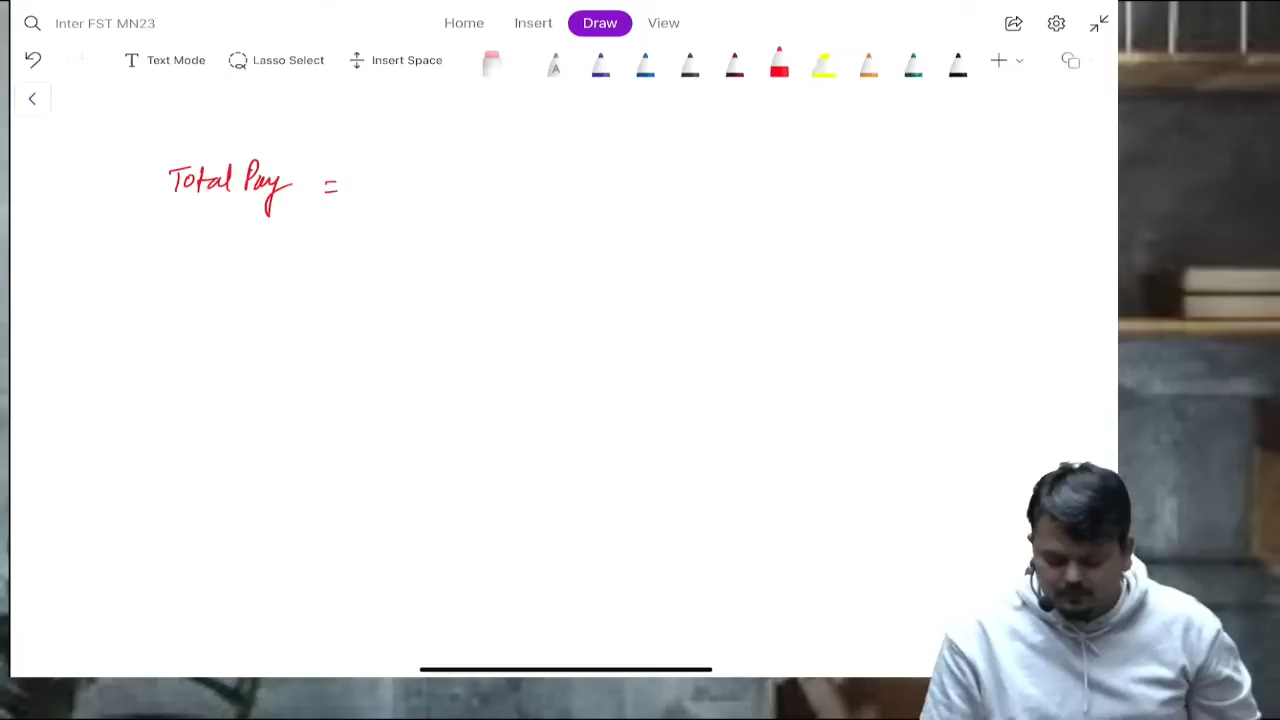 Inter FST MN23
Home Insert Draw View
Text Mode Lasso Select Insert Space A
Total Pay =